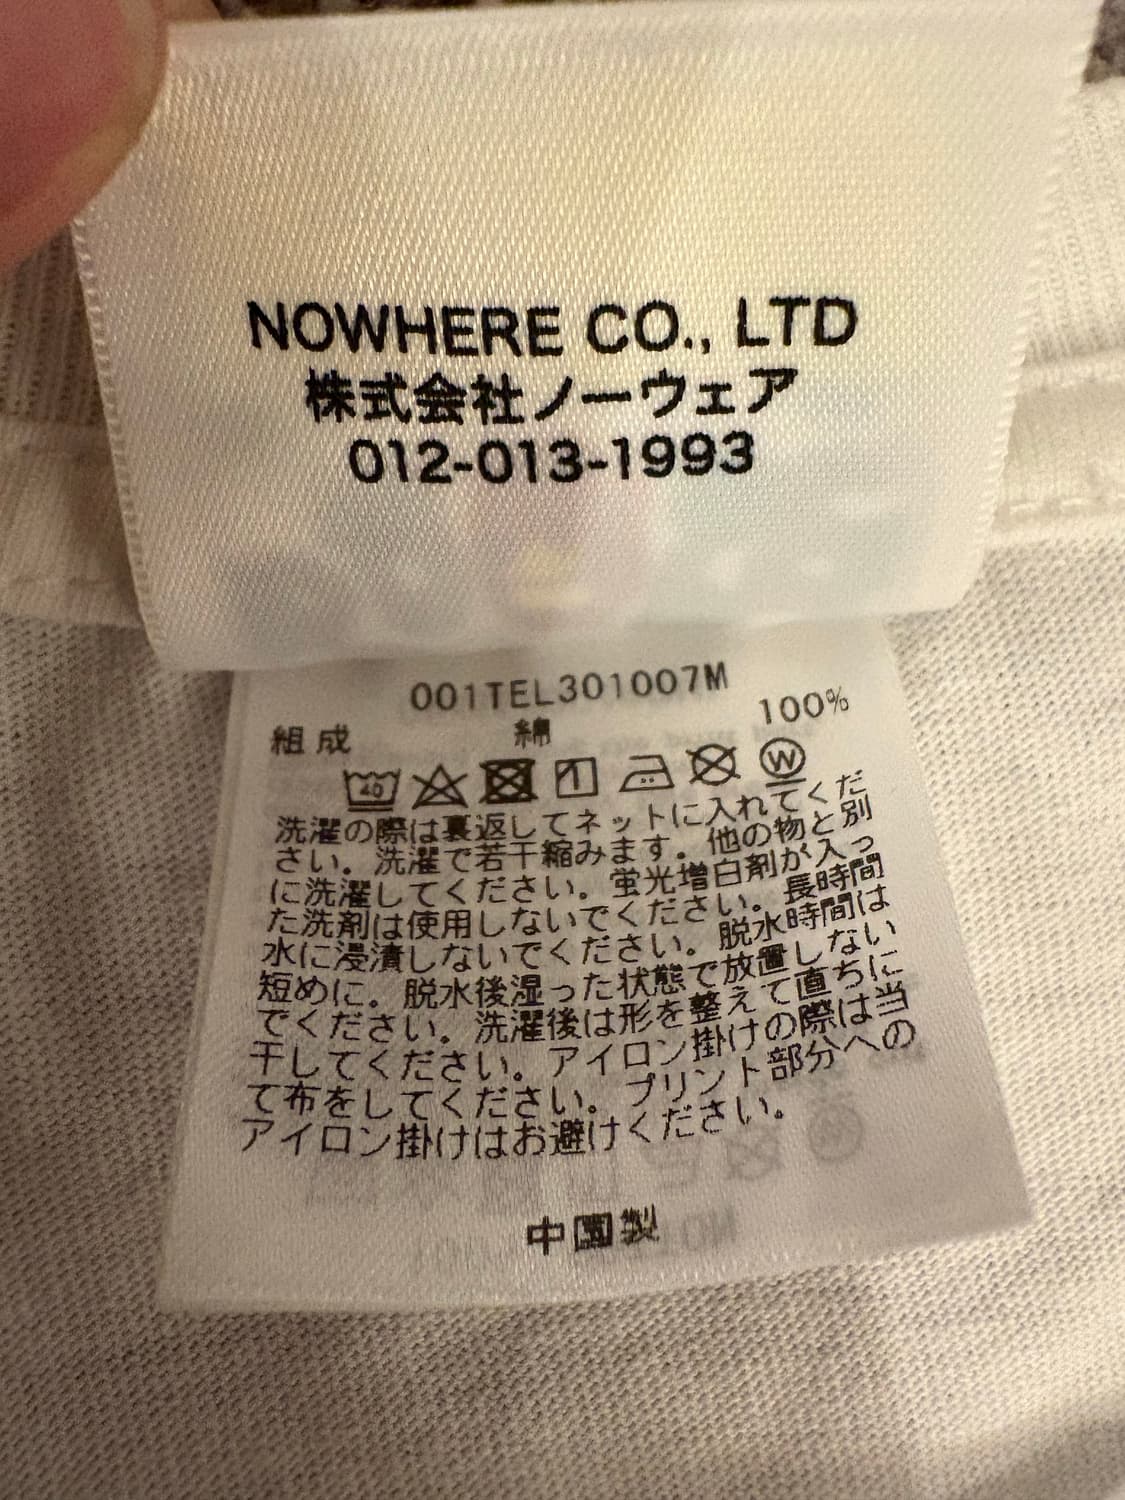 NOWHERE CO., LTD
株式会社ノーウェア
012-013-1993
001TEL301007M
組成 綿 100%
40 1 W
洗濯の際は裏返してネットに入れてくだ
さい。洗濯で若干縮みます。他の物と別
に洗濯してください。蛍光増白剤が入っ
た洗剤は使用しないでください。長時間
水に浸漬しないでください。脱水時間は
短めに。脱水後湿った状態で放置しない
でください。洗濯後は形を整えて直ちに
干してください。アイロン掛けの際は当
て布をしてください。プリント部分への
アイロン掛けはお避けください。
中国製